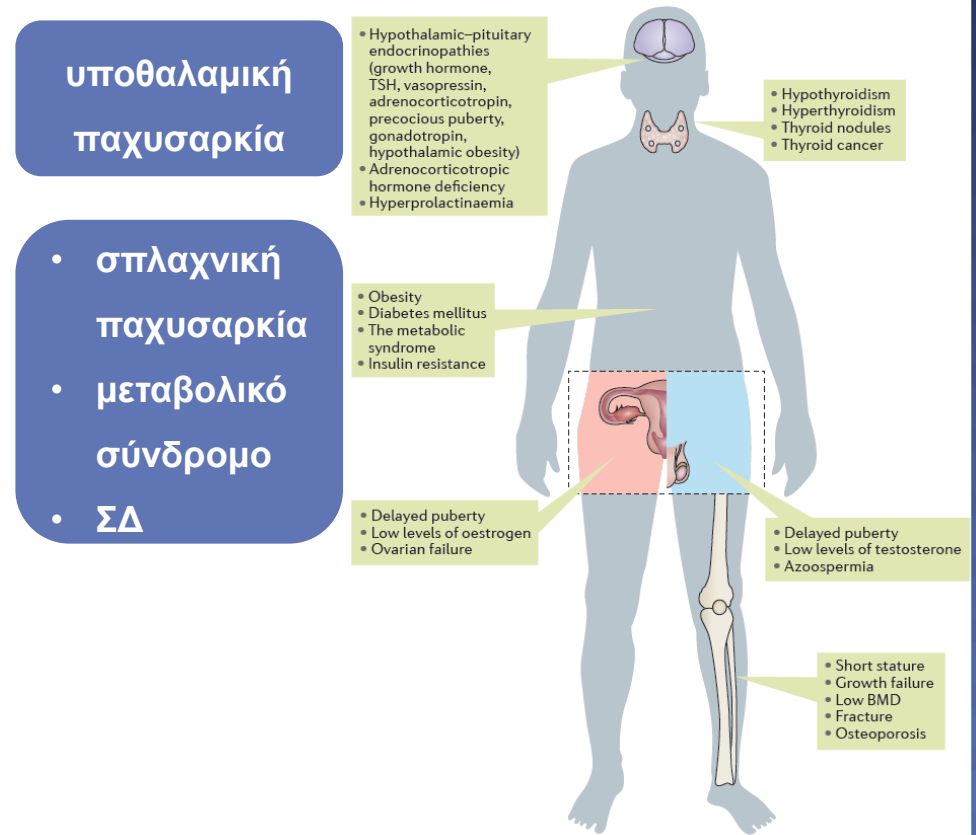 υποθαλαμική
παχυσαρκία
• σπλαχνική
παχυσαρκία
• μεταβολικό
σύνδρομο
• ΣΔ
• Hypothalamic–pituitary
endocrinopathies
(growth hormone,
TSH, vasopressin,
adrenocorticotropin,
precocious puberty,
gonadotropin,
hypothalamic obesity)
• Adrenocorticotropic
hormone deficiency
• Hyperprolactinaemia
• Hypothyroidism
• Hyperthyroidism
• Thyroid nodules
• Thyroid cancer
• Obesity
• Diabetes mellitus
• The metabolic
syndrome
• Insulin resistance
• Delayed puberty
• Low levels of oestrogen
• Ovarian failure
• Delayed puberty
• Low levels of testosterone
• Azoospermia
• Short stature
• Growth failure
• Low BMD
• Fracture
• Osteoporosis